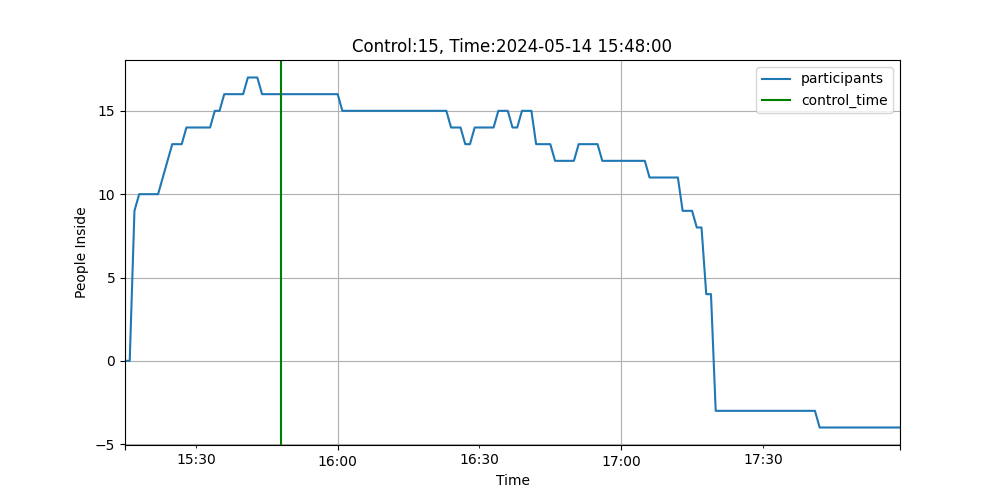 Control:15, Time:2024-05-14 15:48:00
participants
control_time
People Inside
15
10
5
0
−5
15:30
16:00
16:30
17:00
17:30
Time